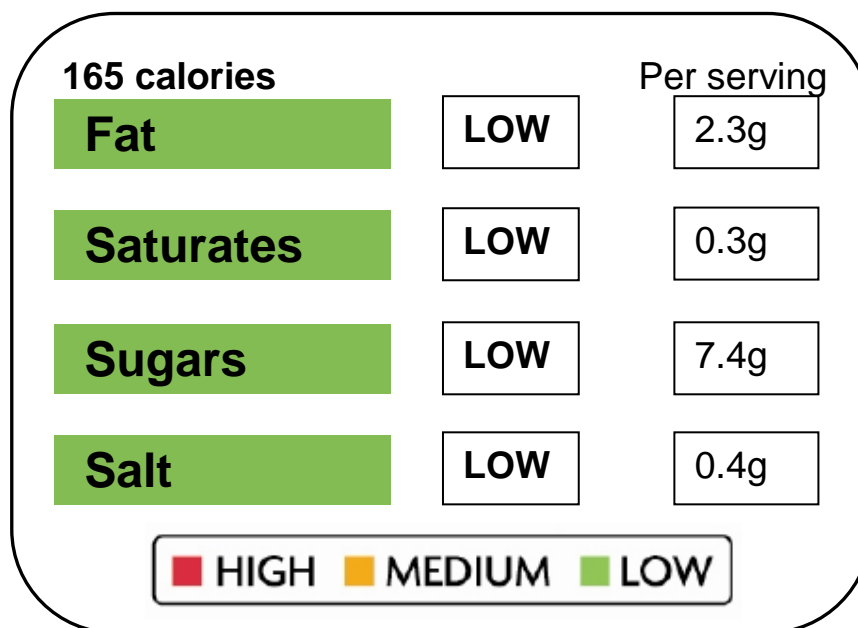 165 calories Per serving
Fat LOW 2.3g
Saturates LOW 0.3g
Sugars LOW 7.4g
Salt LOW 0.4g
HIGH MEDIUM LOW